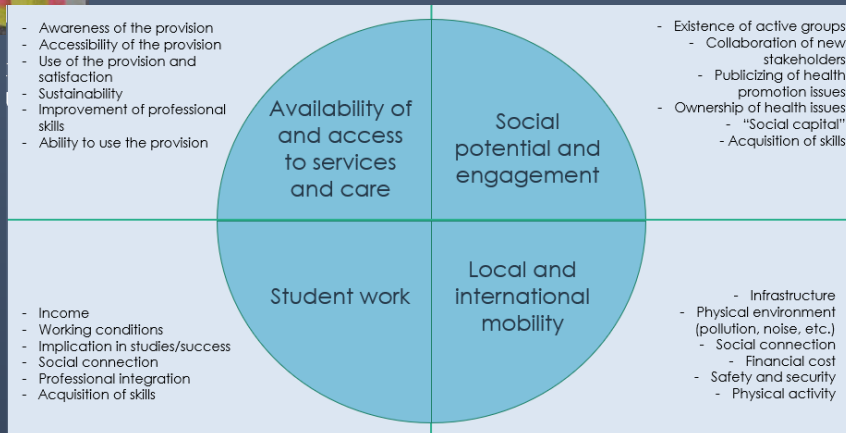 - Awareness of the provision
- Accessibility of the provision
- Use of the provision and
satisfaction
- Sustainability
- Improvement of professional
skills
- Ability to use the provision
- Existence of active groups
- Collaboration of new
stakeholders
- Publicizing of health
promotion issues
- Ownership of health issues
- “Social capital”
- Acquisition of skills
Availability of
and access
to services
and care
Social
potential and
engagement
Student work
Local and
international
mobility
- Income
- Working conditions
- Implication in studies/success
- Social connection
- Professional integration
- Acquisition of skills
- Infrastructure
- Physical environment
(pollution, noise, etc.)
- Social connection
- Financial cost
- Safety and security
- Physical activity